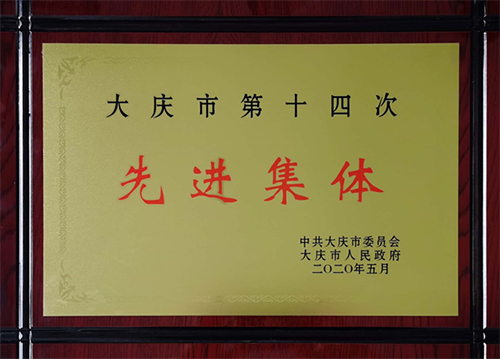 大庆市第十四次
先进集体
中共大庆市委员会
大庆市人民政府
二〇二〇年五月